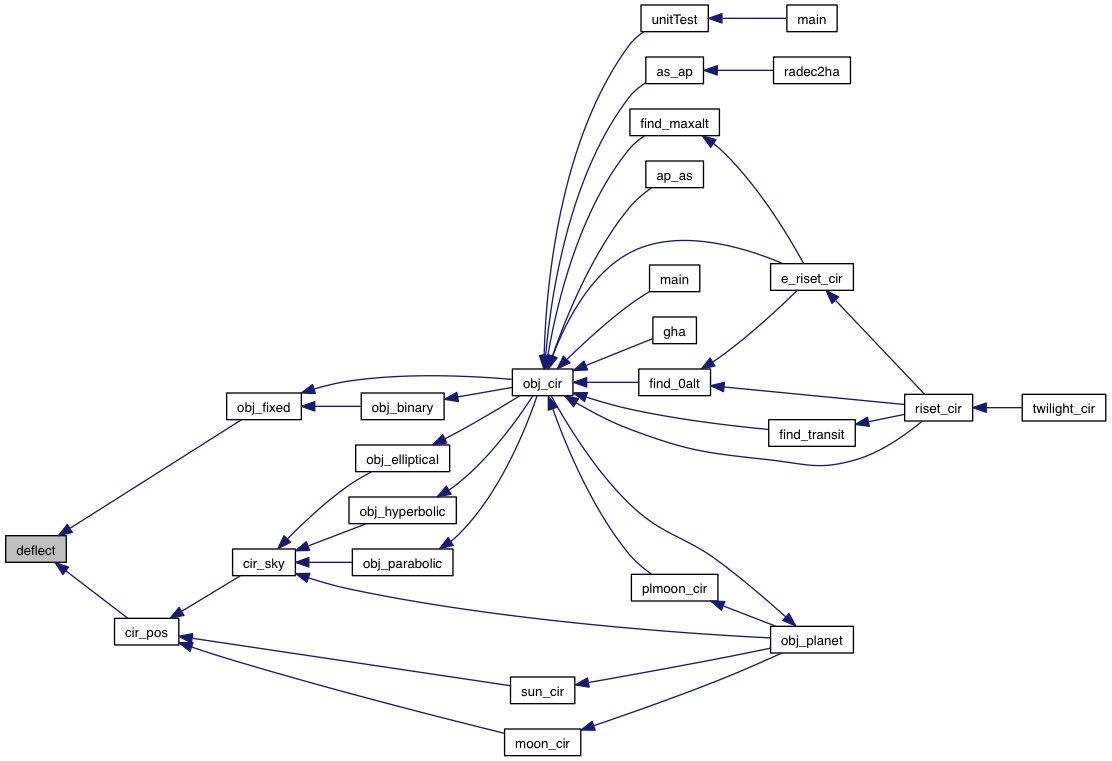 unitTest
main
as_ap
radec2ha
find_maxalt
ap_as
e_riset_cir
main
gha
obj_cir
find_0alt
obj_fixed
obj_binary
riset_cir
twilight_cir
find_transit
obj_elliptical
obj_hyperbolic
deflect
cir_sky
obj_parabolic
plmoon_cir
cir_pos
obj_planet
sun_cir
moon_cir